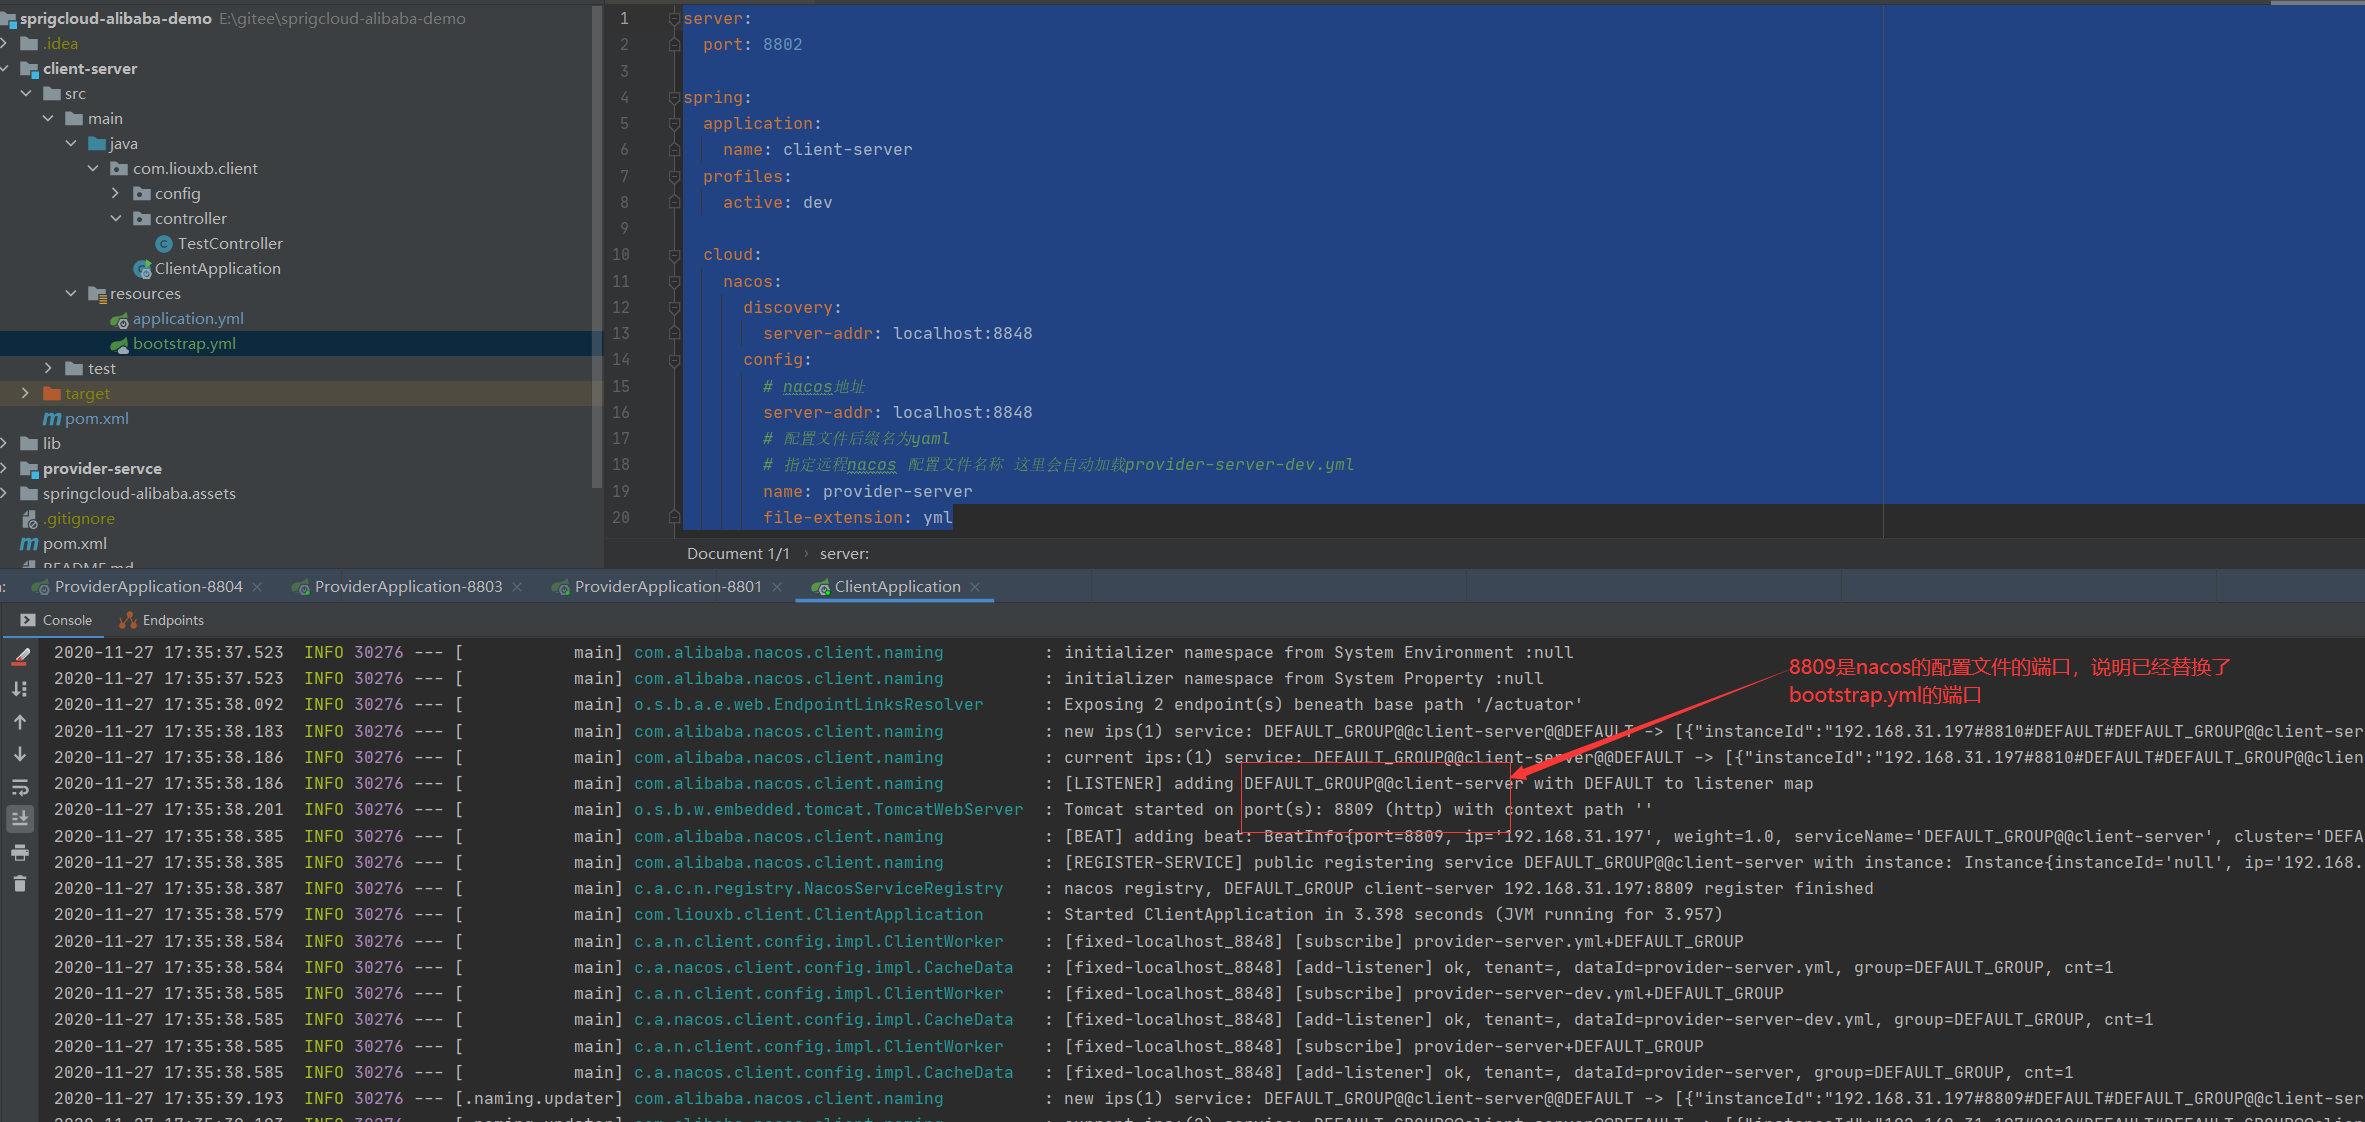 sprigcloud-alibaba-demo E:\gitee\sprigcloud-alibaba-demo
.idea
client-server
src
main
java
com.liouxb.client
config
controller
TestController
ClientApplication
resources
application.yml
bootstrap.yml
test
target
pom.xml
lib
provider-servce
springcloud-alibaba.assets
.gitignore
pom.xml
README.md
1 server:
2 port: 8802
3
4 spring:
5 application:
6 name: client-server
7 profiles:
8 active: dev
9
10 cloud:
11 nacos:
12 discovery:
13 server-addr: localhost:8848
14 config:
15 # nacos地址
16 server-addr: localhost:8848
17 # 配置文件后缀名为yaml
18 # 指定远程nacos 配置文件名称 这里会自动加载provider-server-dev.yml
19 name: provider-server
20 file-extension: yml
Document 1/1 › server:
ProviderApplication-8804 ProviderApplication-8803 ProviderApplication-8801 ClientApplication
Console Endpoints
2020-11-27 17:35:37.523 INFO 30276 --- [ main] com.alibaba.nacos.client.naming : initializer namespace from System Environment :null
2020-11-27 17:35:37.523 INFO 30276 --- [ main] com.alibaba.nacos.client.naming : initializer namespace from System Property :null
2020-11-27 17:35:38.092 INFO 30276 --- [ main] o.s.b.a.e.web.EndpointLinksResolver : Exposing 2 endpoint(s) beneath base path '/actuator'
2020-11-27 17:35:38.183 INFO 30276 --- [ main] com.alibaba.nacos.client.naming : new ips(1) service: DEFAULT_GROUP@@client-server@@DEFAULT -> [{"instanceId":"192.168.31.197#8810#DEFAULT#DEFAULT_GROUP@@client-ser
2020-11-27 17:35:38.186 INFO 30276 --- [ main] com.alibaba.nacos.client.naming : current ips:(1) service: DEFAULT_GROUP@@client-server@@DEFAULT -> [{"instanceId":"192.168.31.197#8810#DEFAULT#DEFAULT_GROUP@@clien
2020-11-27 17:35:38.186 INFO 30276 --- [ main] com.alibaba.nacos.client.naming : [LISTENER] adding DEFAULT_GROUP@@client-server with DEFAULT to listener map
2020-11-27 17:35:38.201 INFO 30276 --- [ main] o.s.b.w.embedded.tomcat.TomcatWebServer : Tomcat started on port(s): 8809 (http) with context path ''
2020-11-27 17:35:38.385 INFO 30276 --- [ main] com.alibaba.nacos.client.naming : [BEAT] adding beat: BeatInfo{port=8809, ip='192.168.31.197', weight=1.0, serviceName='DEFAULT_GROUP@@client-server', cluster='DEFA
2020-11-27 17:35:38.385 INFO 30276 --- [ main] com.alibaba.nacos.client.naming : [REGISTER-SERVICE] public registering service DEFAULT_GROUP@@client-server with instance: Instance{instanceId='null', ip='192.168.
2020-11-27 17:35:38.387 INFO 30276 --- [ main] c.a.c.n.registry.NacosServiceRegistry : nacos registry, DEFAULT_GROUP client-server 192.168.31.197:8809 register finished
2020-11-27 17:35:38.579 INFO 30276 --- [ main] com.liouxb.client.ClientApplication : Started ClientApplication in 3.398 seconds (JVM running for 3.957)
2020-11-27 17:35:38.584 INFO 30276 --- [ main] c.a.n.client.config.impl.ClientWorker : [fixed-localhost_8848] [subscribe] provider-server.yml+DEFAULT_GROUP
2020-11-27 17:35:38.584 INFO 30276 --- [ main] c.a.nacos.client.config.impl.CacheData : [fixed-localhost_8848] [add-listener] ok, tenant=, dataId=provider-server.yml, group=DEFAULT_GROUP, cnt=1
2020-11-27 17:35:38.585 INFO 30276 --- [ main] c.a.n.client.config.impl.ClientWorker : [fixed-localhost_8848] [subscribe] provider-server-dev.yml+DEFAULT_GROUP
2020-11-27 17:35:38.585 INFO 30276 --- [ main] c.a.nacos.client.config.impl.CacheData : [fixed-localhost_8848] [add-listener] ok, tenant=, dataId=provider-server-dev.yml, group=DEFAULT_GROUP, cnt=1
2020-11-27 17:35:38.585 INFO 30276 --- [ main] c.a.n.client.config.impl.ClientWorker : [fixed-localhost_8848] [subscribe] provider-server+DEFAULT_GROUP
2020-11-27 17:35:38.585 INFO 30276 --- [ main] c.a.nacos.client.config.impl.CacheData : [fixed-localhost_8848] [add-listener] ok, tenant=, dataId=provider-server, group=DEFAULT_GROUP, cnt=1
2020-11-27 17:35:39.193 INFO 30276 --- [.naming.updater] com.alibaba.nacos.client.naming : new ips(1) service: DEFAULT_GROUP@@client-server@@DEFAULT -> [{"instanceId":"192.168.31.197#8809#DEFAULT#DEFAULT_GROUP@@client-ser
8809是nacos的配置文件的端口，说明已经替换了
bootstrap.yml的端口